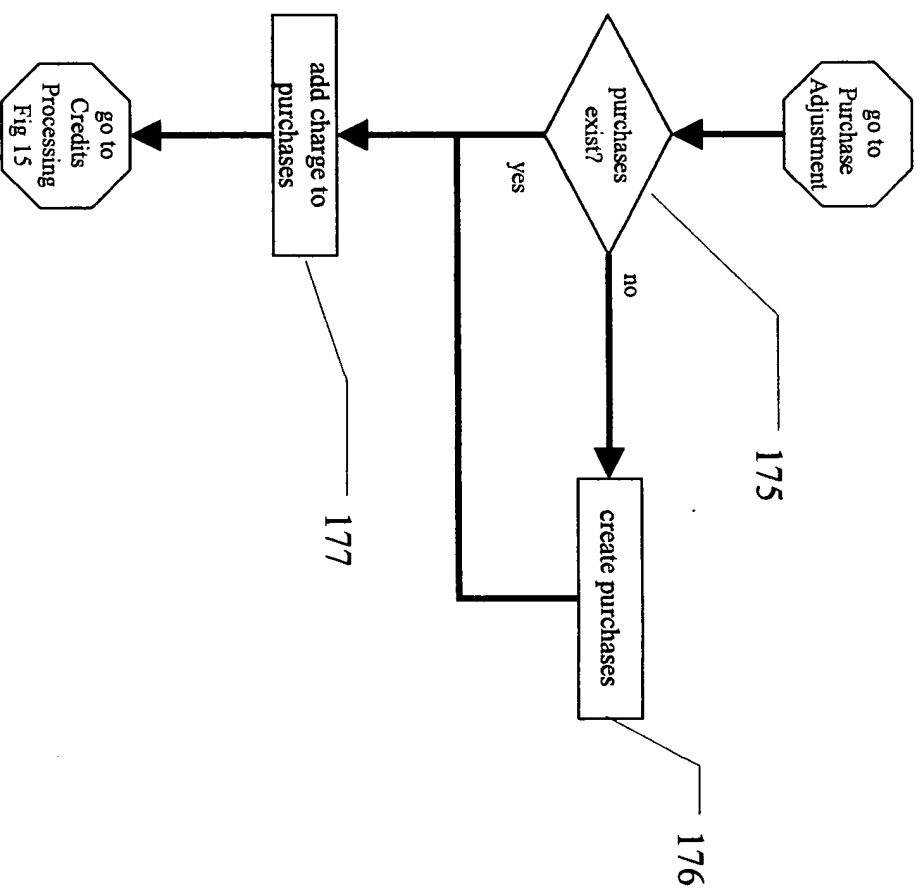 go to
Purchase
Adjustment
purchases
exist?
175
no
create purchases
176
yes
add charge to
purchases
177
go to
Credits
Processing
Fig 15